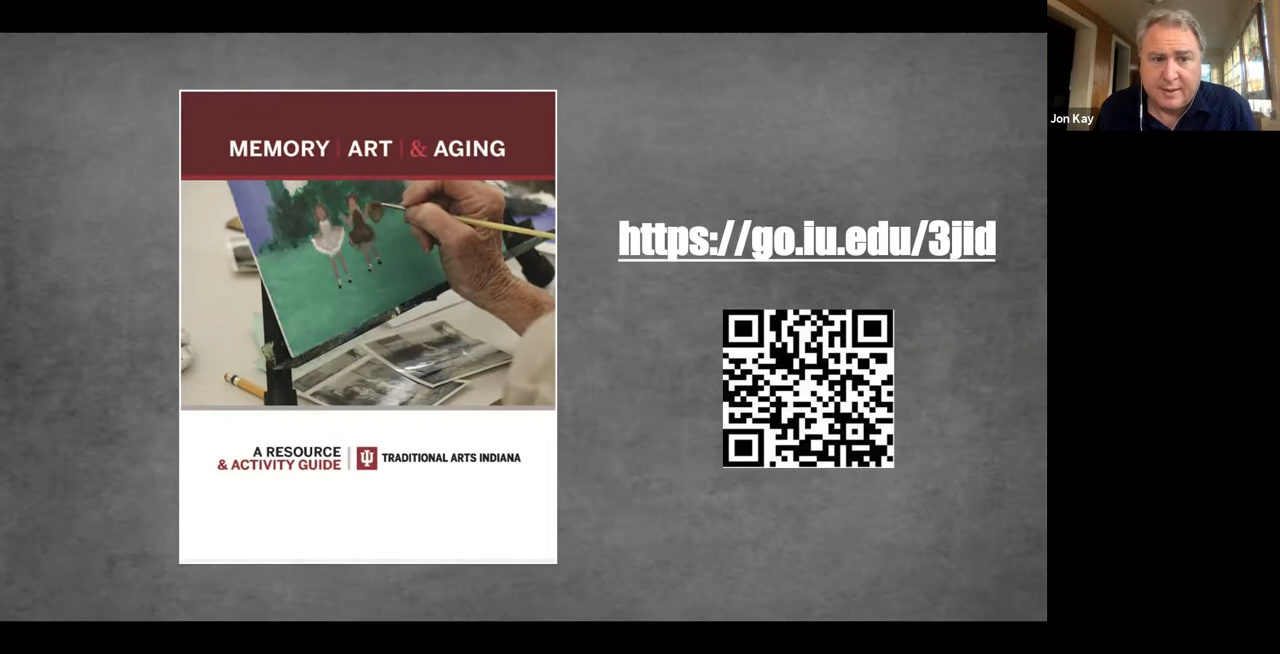 MEMORY | ART | & AGING
A RESOURCE
& ACTIVITY GUIDE
TRADITIONAL ARTS INDIANA
https://go.iu.edu/3jid
Jon Kay